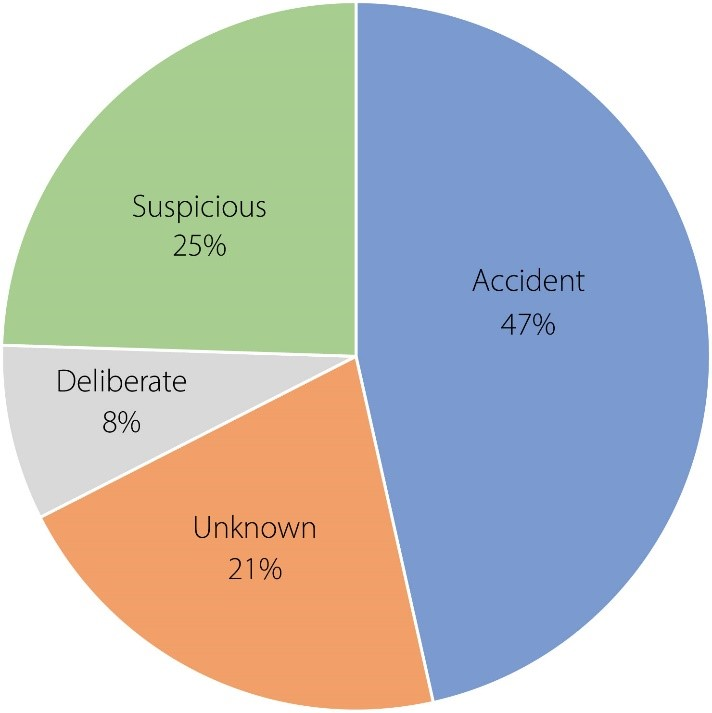 Suspicious
25%
Accident
47%
Deliberate
8%
Unknown
21%